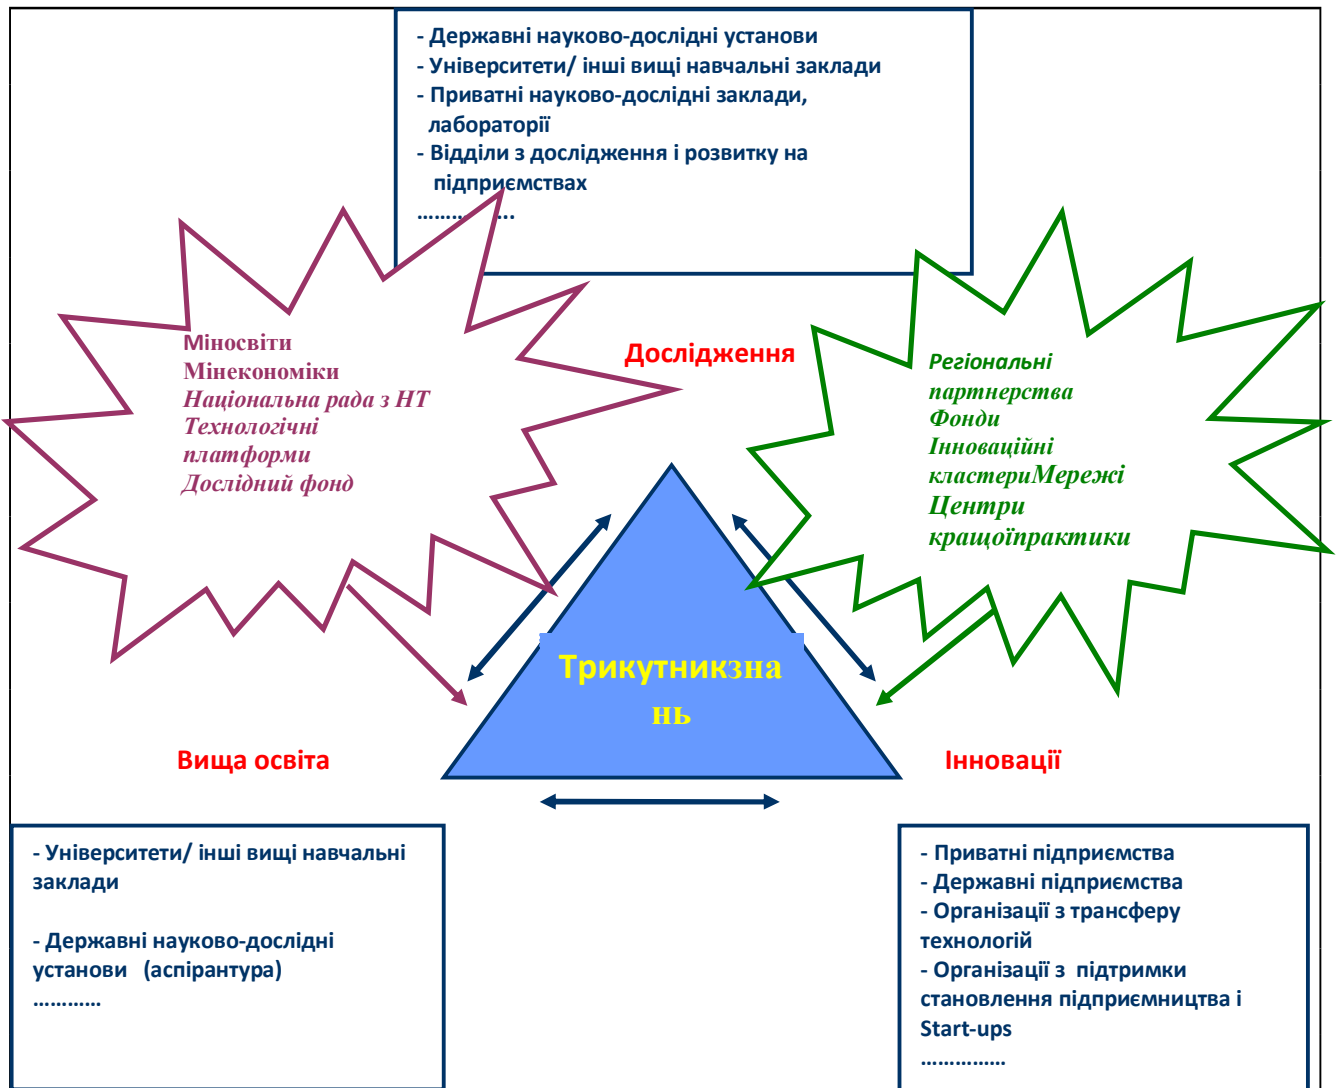 - Державні науково-дослідні установи
- Університети/ інші вищі навчальні заклади
- Приватні науково-дослідні заклади,
лабораторії
- Відділи з дослідження і розвитку на
підприємствах
……………..
Міносвіти
Мінекономіки
Національна рада з НТ
Технологічні
платформи
Дослідний фонд
Дослідження
Регіональні
партнерства
Фонди
Інноваційні
кластериМережі
Центри
кращоїпрактики
Трикутникзна
нь
Вища освіта
Інновації
- Університети/ інші вищі навчальні
заклади
- Державні науково-дослідні
установи (аспірантура)
…………
- Приватні підприємства
- Державні підприємства
- Організації з трансферу
технологій
- Організації з підтримки
становлення підприємництва і
Start-ups
……………